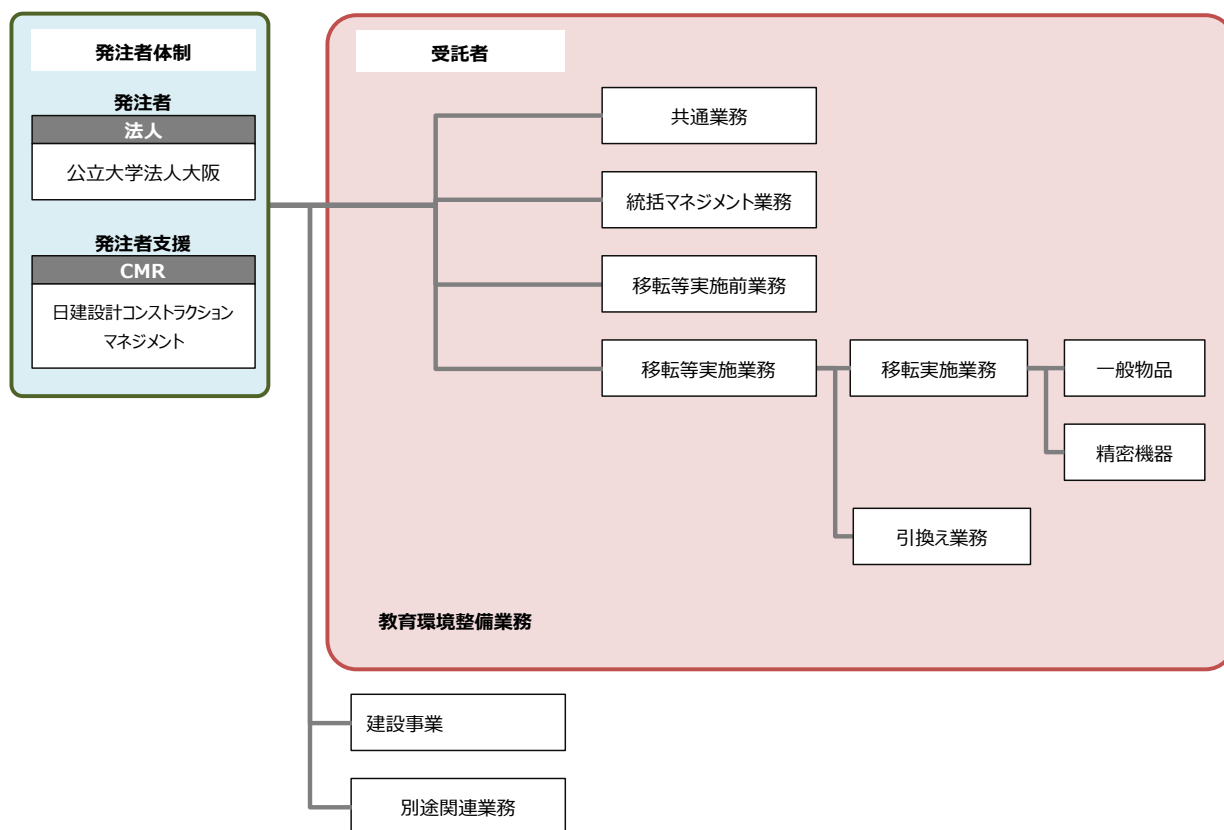 発注者体制
発注者
法人
公立大学法人大阪
発注者支援
CMR
日建設計コンストラクション
マネジメント
受託者
共通業務
統括マネジメント業務
移転等実施前業務
移転等実施業務
移転実施業務
一般物品
精密機器
引換え業務
教育環境整備業務
建設事業
別途関連業務